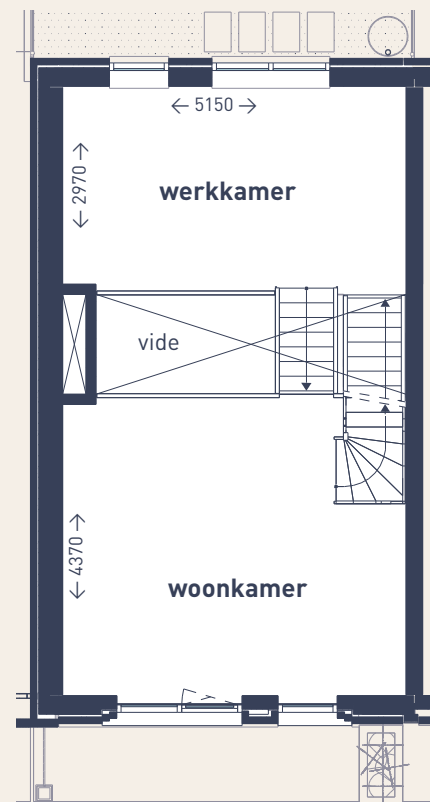 ← 5150 →
← 2970 →
werkkamer
vide
← 4370 →
woonkamer